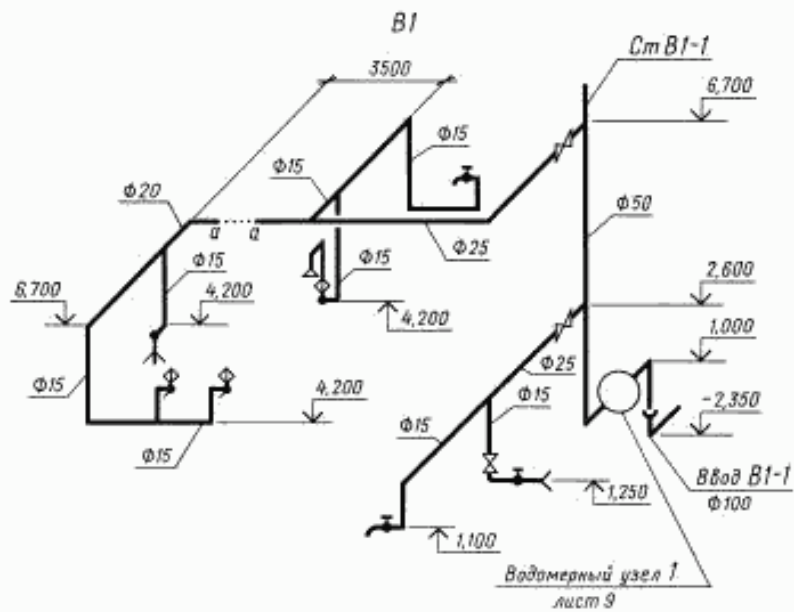 В1
Ст В1-1
3500
6,700
Ф15
Ф15
Ф20
Ф50
а
а
Ф25
Ф15
Ф15
6,700
4,200
4,200
2,600
1,000
Ф25
Ф15
4,200
Ф15
Ф15
-2,350
Ф15
Ввод В1-1
Ф100
1,250
1,100
Водомерный узел 1
лист 9